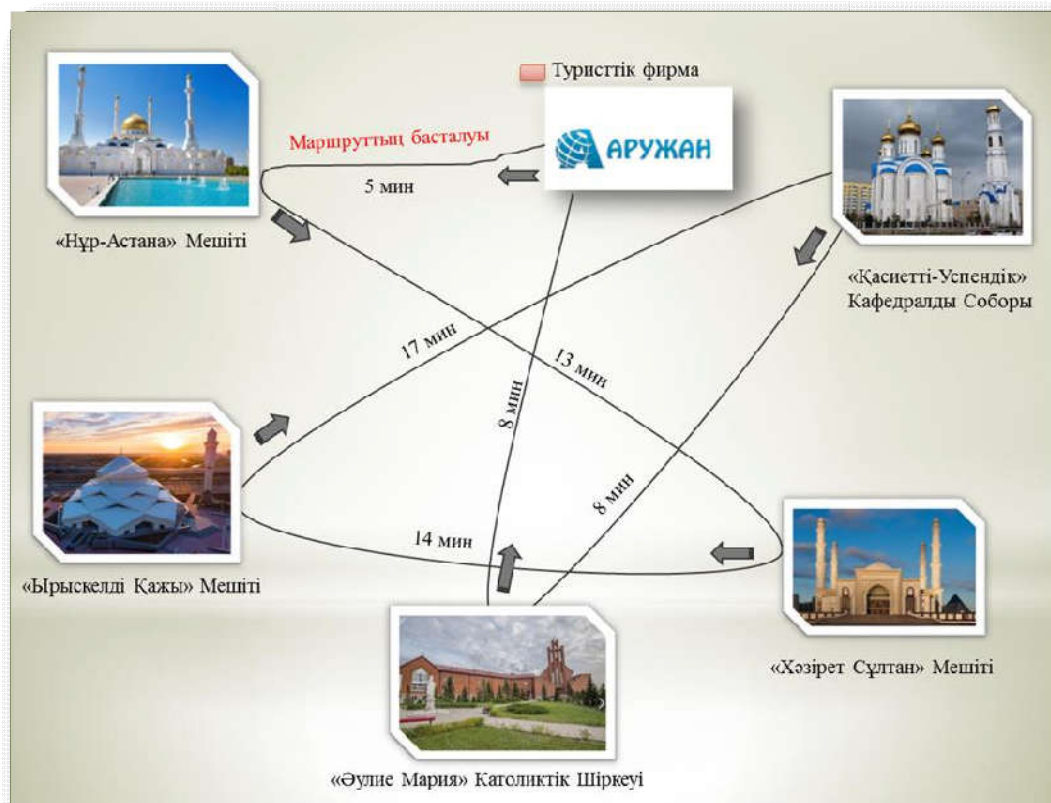 Туристтік фирма
АРУЖАН
Маршруттың басталуы
5 мин
«Нұр-Астана» Мешіті
«Қасиетті-Успендік»
Кафедралды Соборы
17 мин
13 мин
8 мин
8 мин
14 мин
«Ырыскелді Қажы» Мешіті
«Хәзірет Сұлтан» Мешіті
«Әулие Мария» Католиктік Шіркеуі